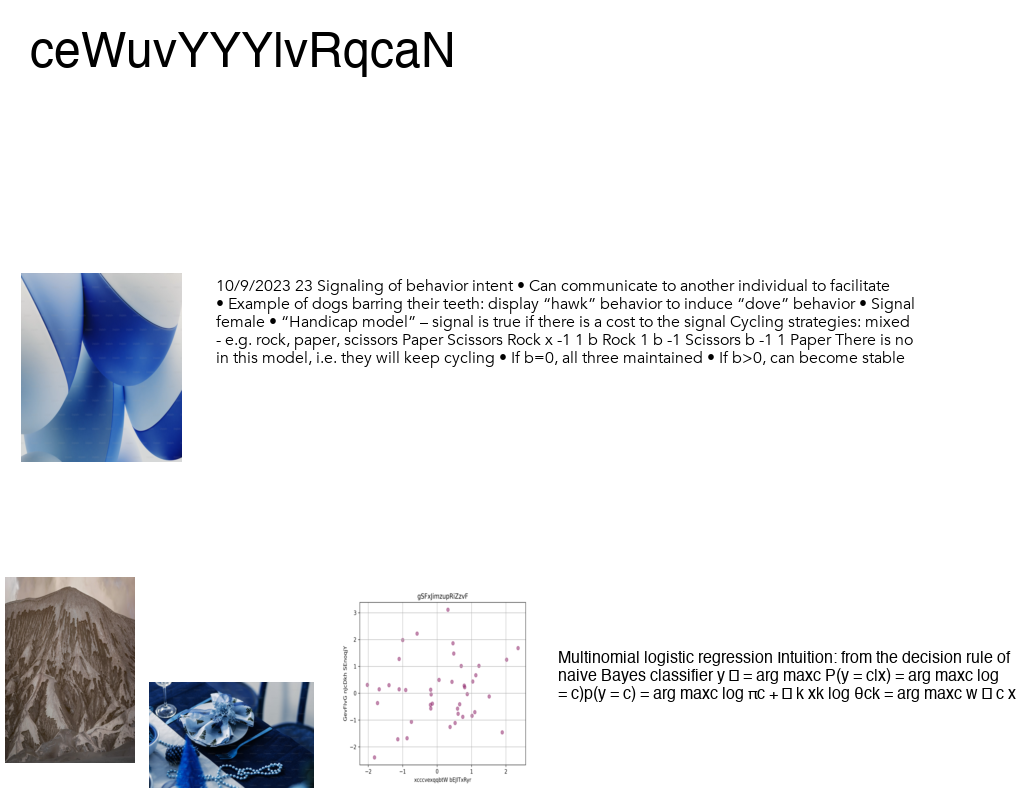 ceWuvYYYlvRqcaN
10/9/2023 23 Signaling of behavior intent • Can communicate to another individual to facilitate
• Example of dogs barring their teeth: display “hawk” behavior to induce “dove” behavior • Signal
female • “Handicap model” – signal is true if there is a cost to the signal Cycling strategies: mixed
- e.g. rock, paper, scissors Paper Scissors Rock x -1 1 b Rock 1 b -1 Scissors b -1 1 Paper There is no
in this model, i.e. they will keep cycling • If b=0, all three maintained • If b>0, can become stable
gSFxJimzupRiZzvF
3
2
1
0
−1
−2
−2 −1 0 1 2
Multinomial logistic regression Intuition: from the decision rule of
naive Bayes classifier y □ = arg maxc P(y = c|x) = arg maxc log
= c)p(y = c) = arg maxc log πc + □ k xk log θck = arg maxc w □ c x